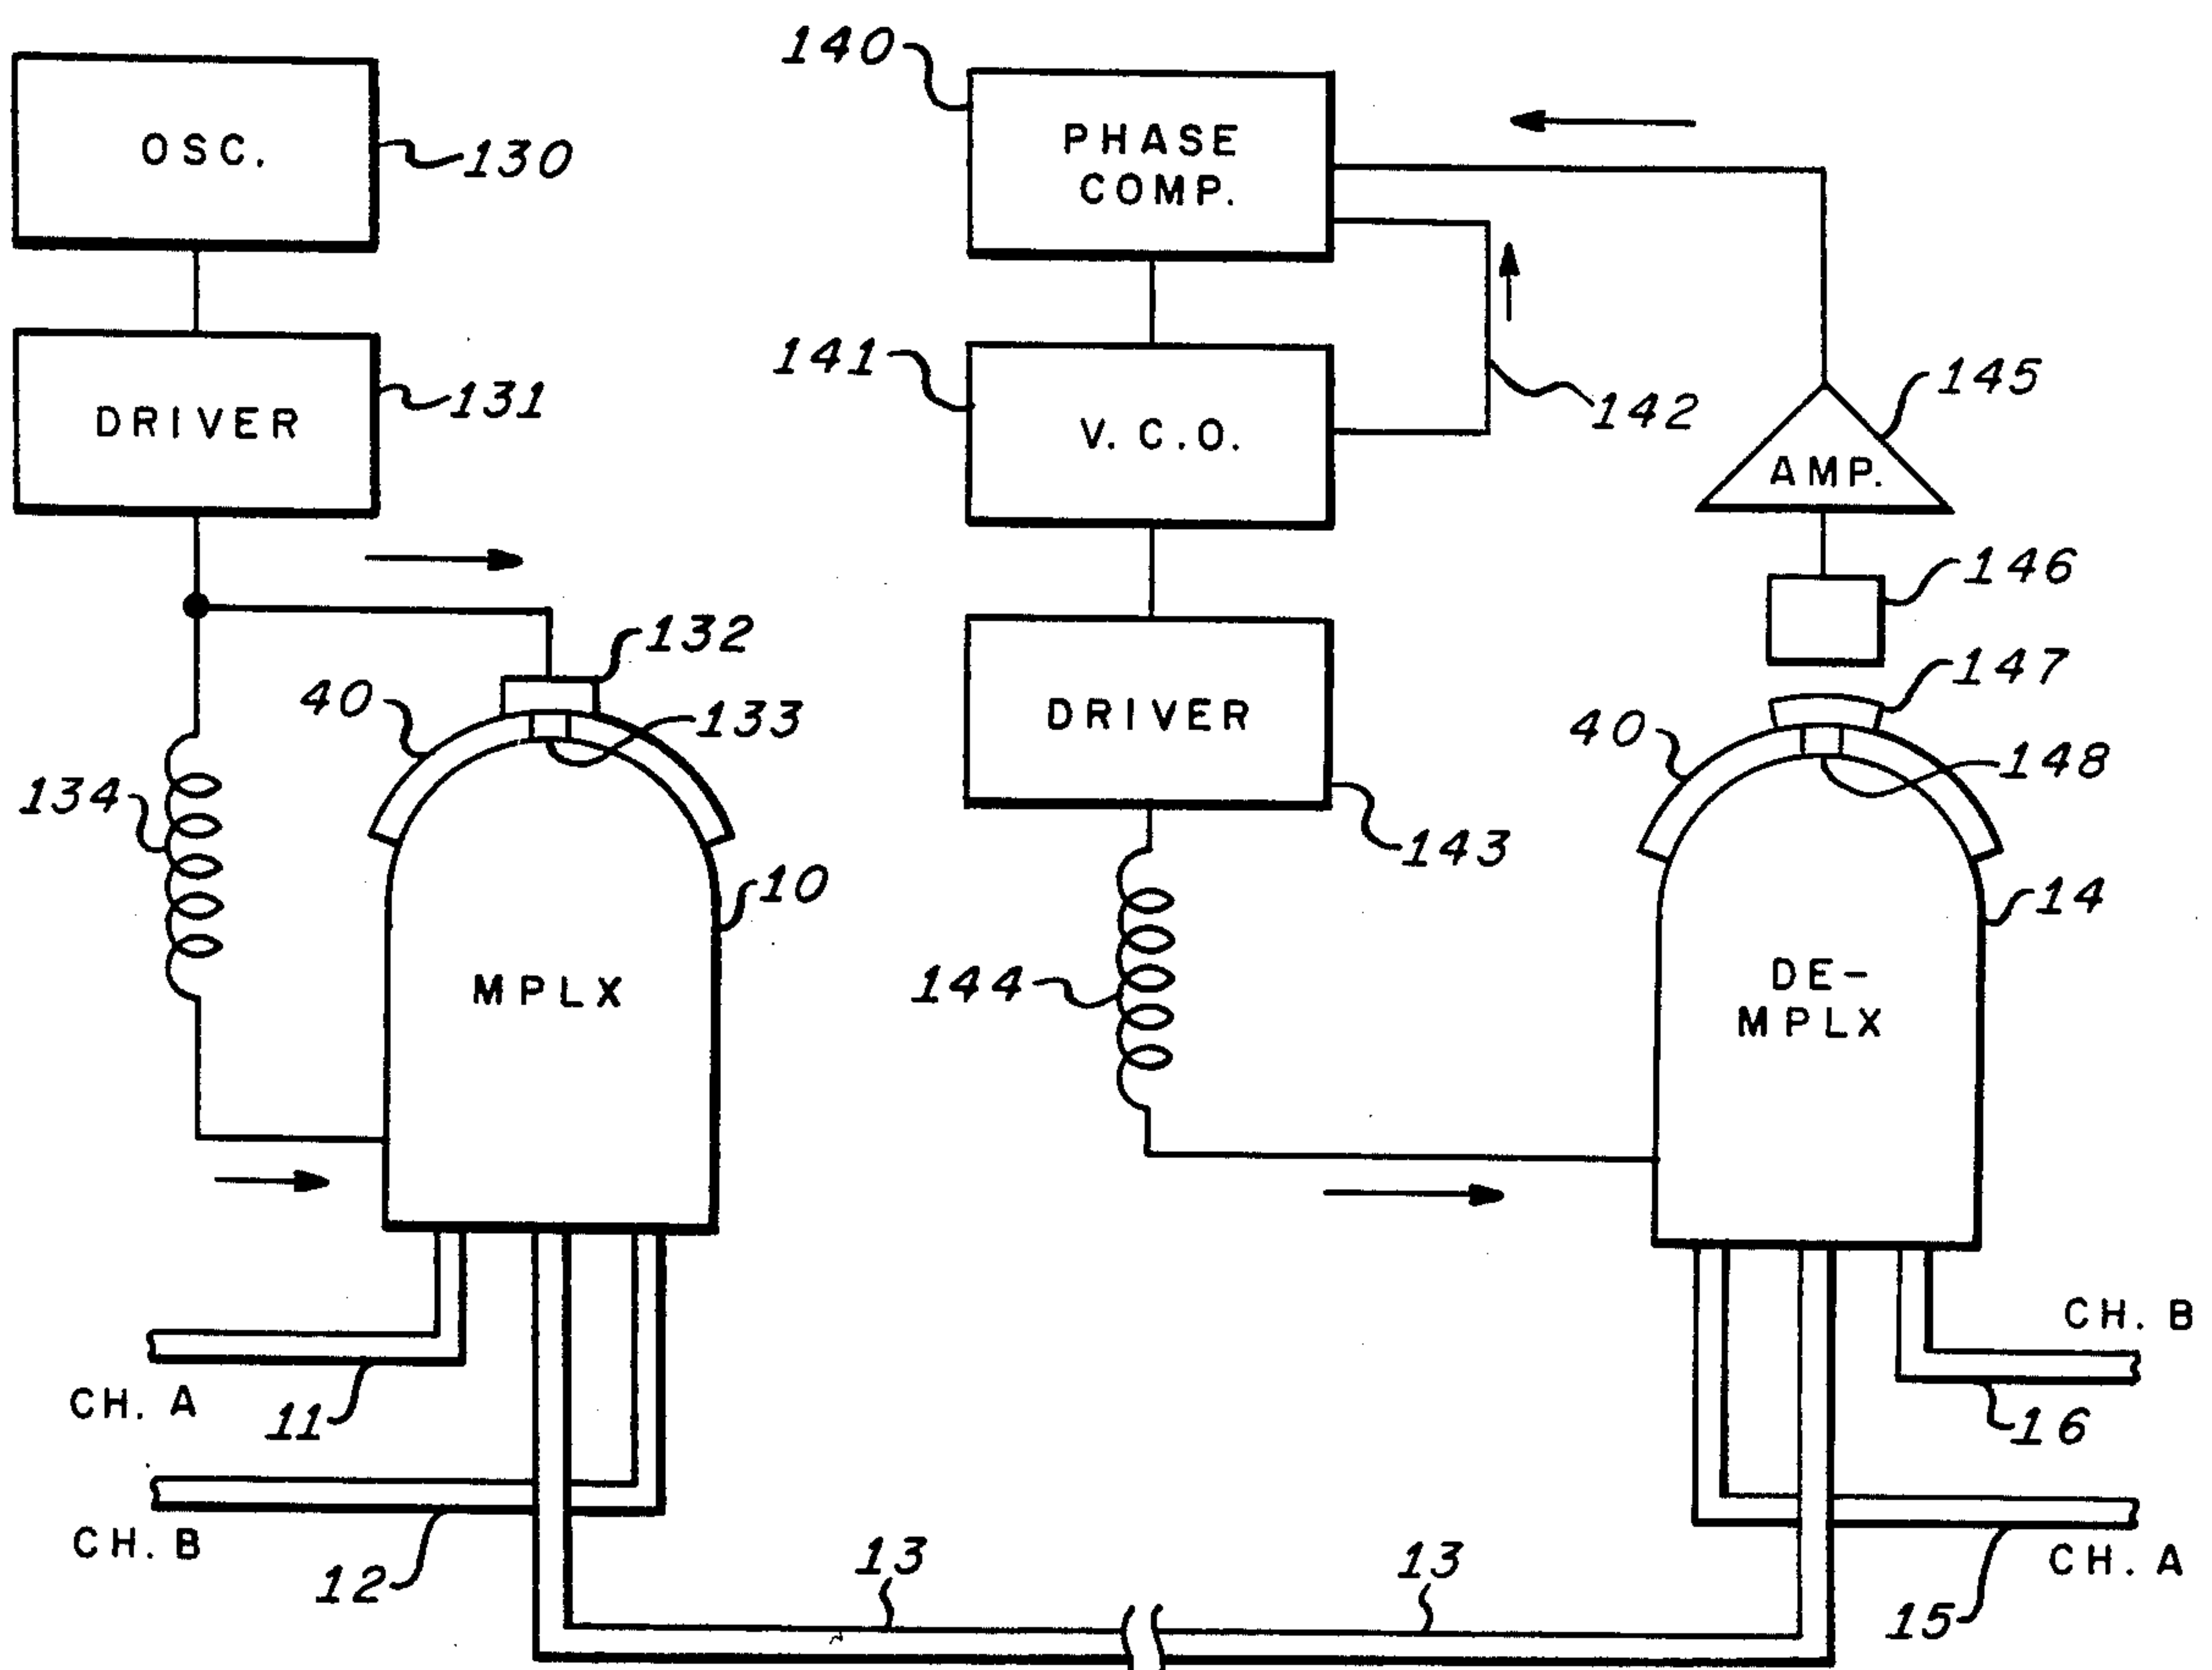 140
OSC.
130
PHASE
COMP.
DRIVER
131
141
V. C. O.
142
145
AMP.
146
132
40
133
134
DRIVER
143
147
40
148
10
MPLX
144
14
DE-
MPLX
CH. A
11
CH. B
16
CH. B
12
13
13
CH. A
15